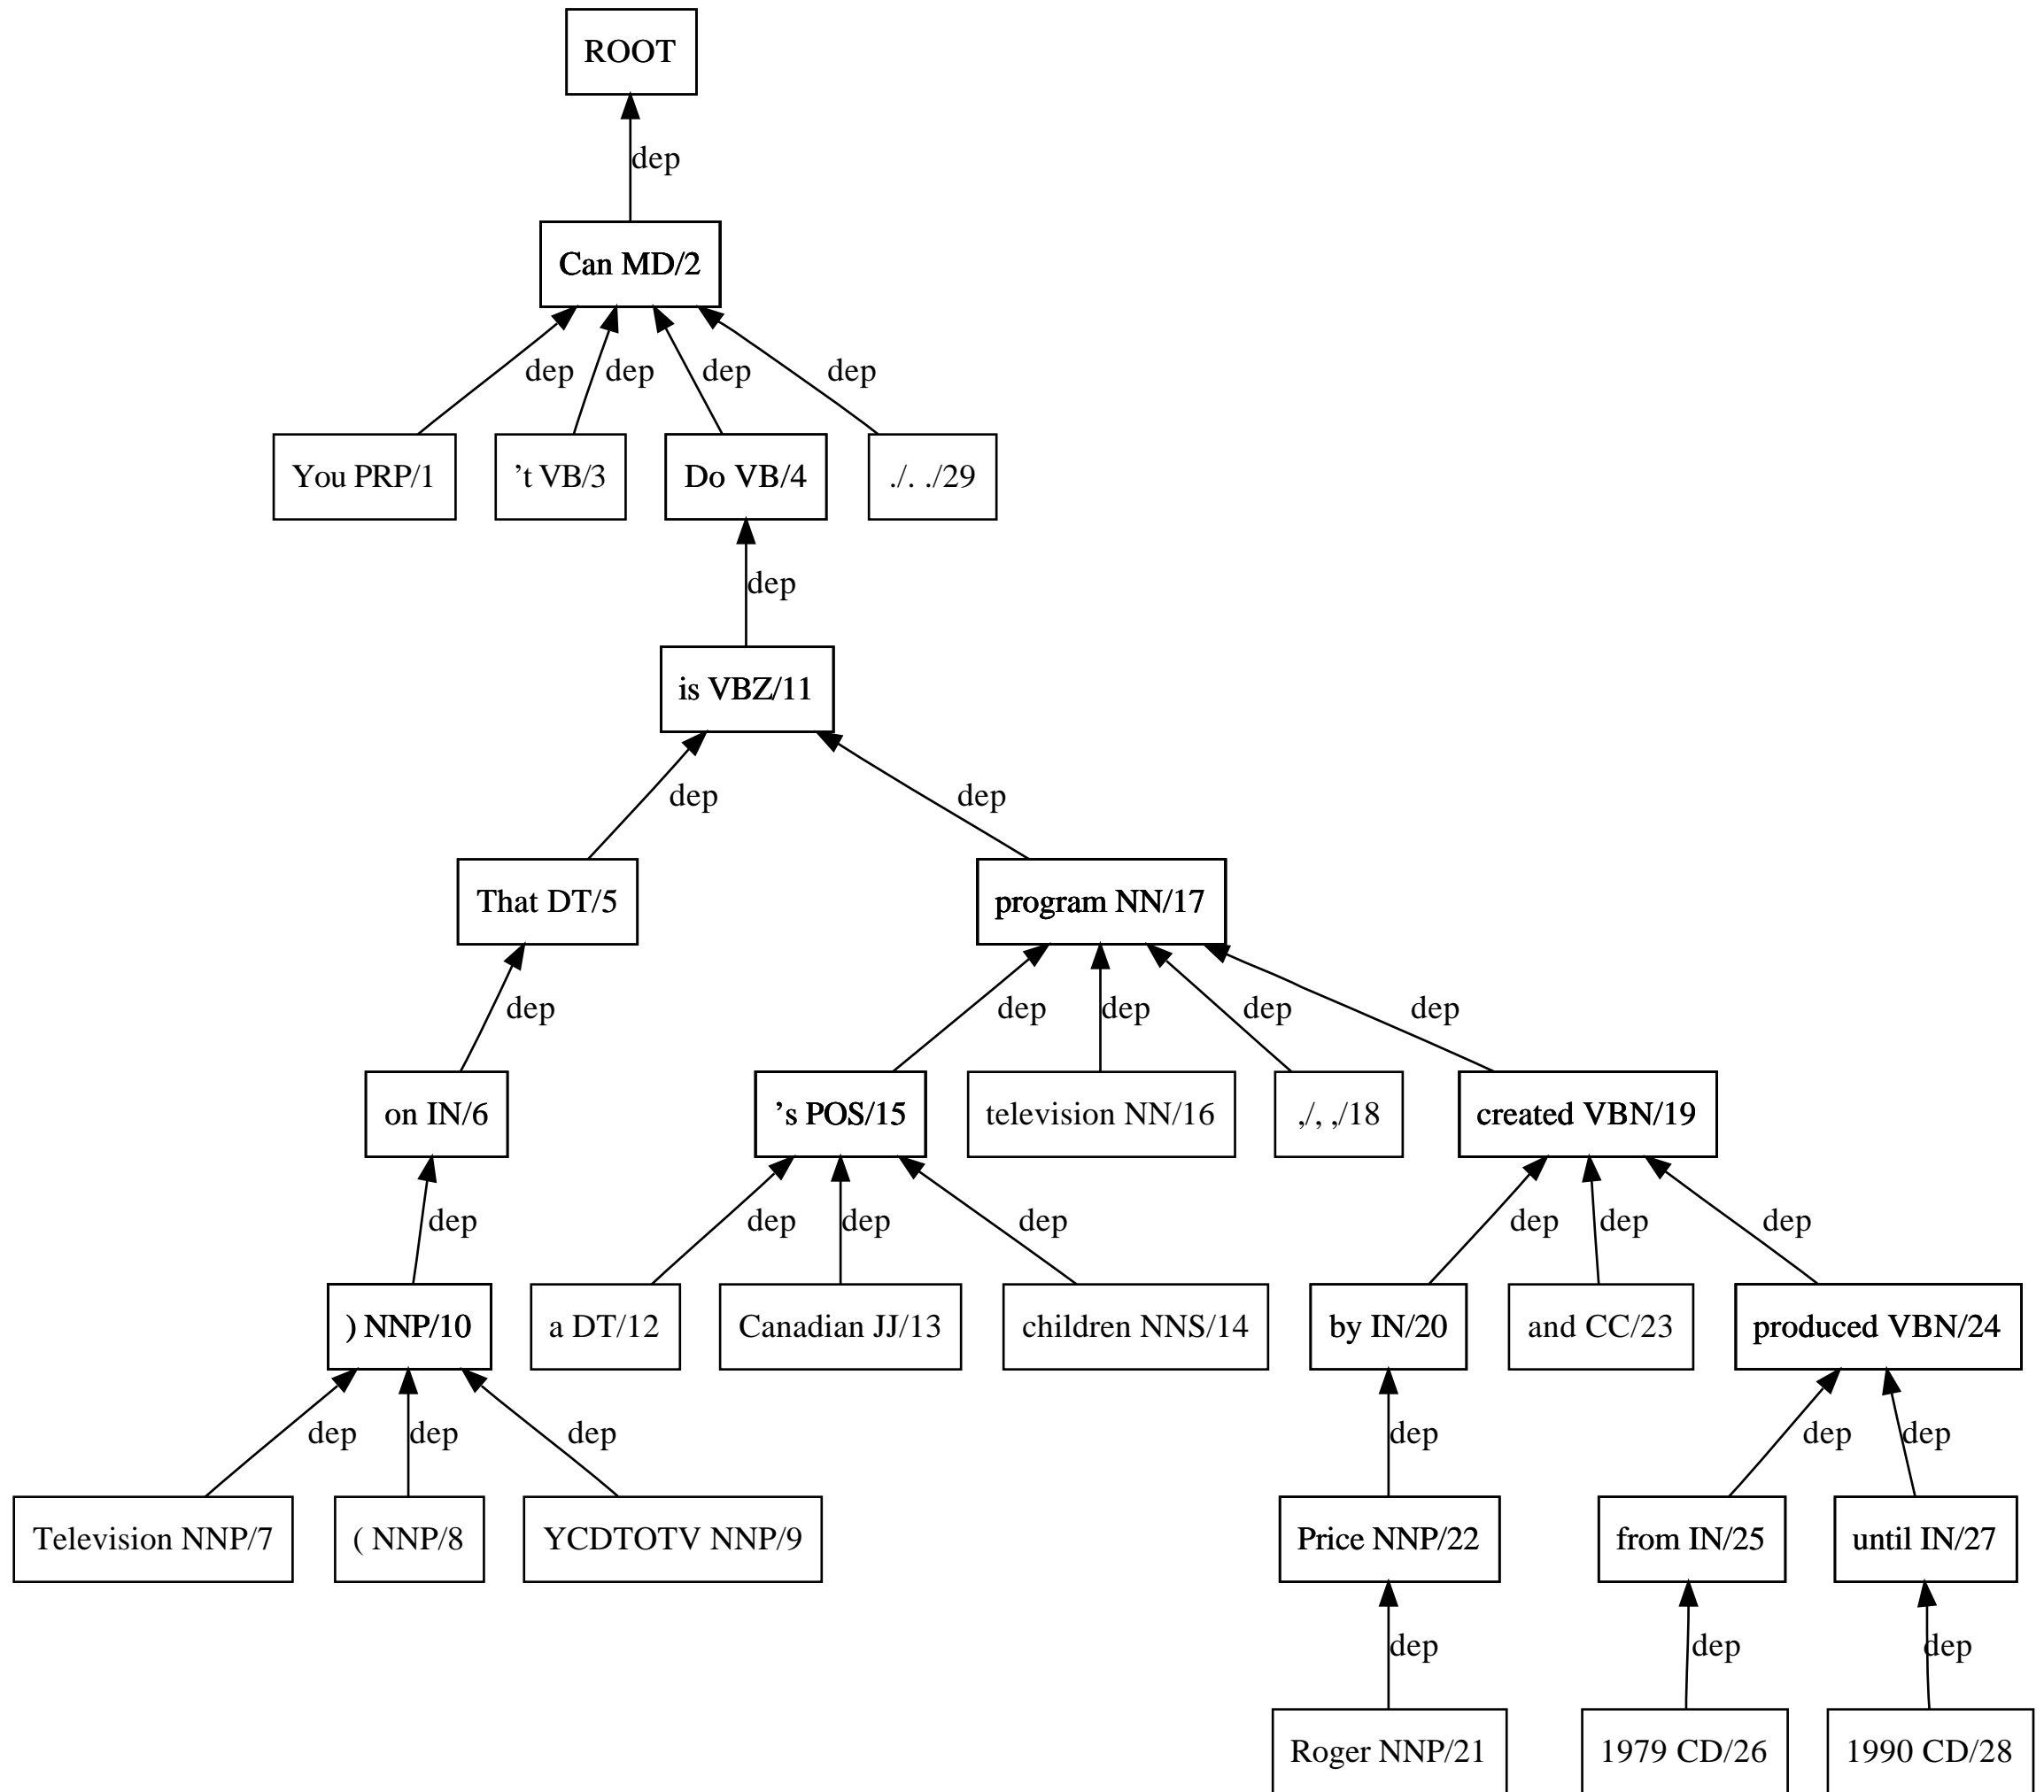 ROOT
dep
Can MD/2
dep dep dep dep
You PRP/1 ’t VB/3 Do VB/4 ./. ./29
dep
is VBZ/11
dep dep
That DT/5 program NN/17
dep dep dep dep dep
on IN/6 ’s POS/15 television NN/16 ,/, ,/18 created VBN/19
dep dep dep dep dep dep dep
) NNP/10 a DT/12 Canadian JJ/13 children NNS/14 by IN/20 and CC/23 produced VBN/24
dep dep dep dep dep dep
Television NNP/7 ( NNP/8 YCDTOTV NNP/9 Price NNP/22 from IN/25 until IN/27
dep dep dep
Roger NNP/21 1979 CD/26 1990 CD/28